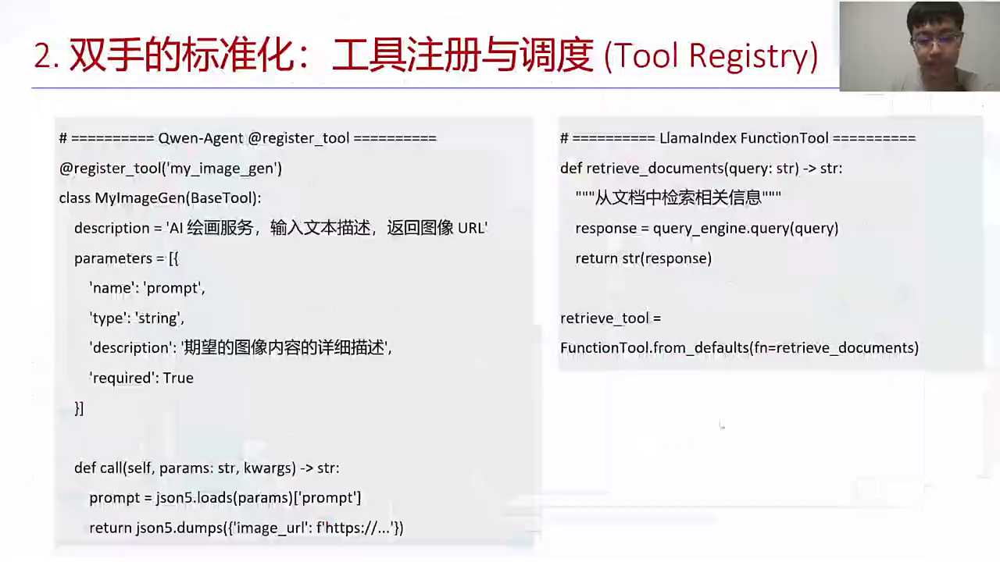 2. 双手的标准化：工具注册与调度 (Tool Registry)
# ========== Qwen-Agent @register_tool ==========
@register_tool('my_image_gen')
class MyImageGen(BaseTool):
description = 'AI 绘画服务，输入文本描述，返回图像 URL'
parameters = [{
'name': 'prompt',
'type': 'string',
'description': '期望的图像内容的详细描述',
'required': True
}]
def call(self, params: str, kwargs) -> str:
prompt = json5.loads(params)['prompt']
return json5.dumps({'image_url': f'https://...'})
# ========== LlamaIndex FunctionTool ==========
def retrieve_documents(query: str) -> str:
"""从文档中检索相关信息"""
response = query_engine.query(query)
return str(response)
retrieve_tool =
FunctionTool.from_defaults(fn=retrieve_documents)